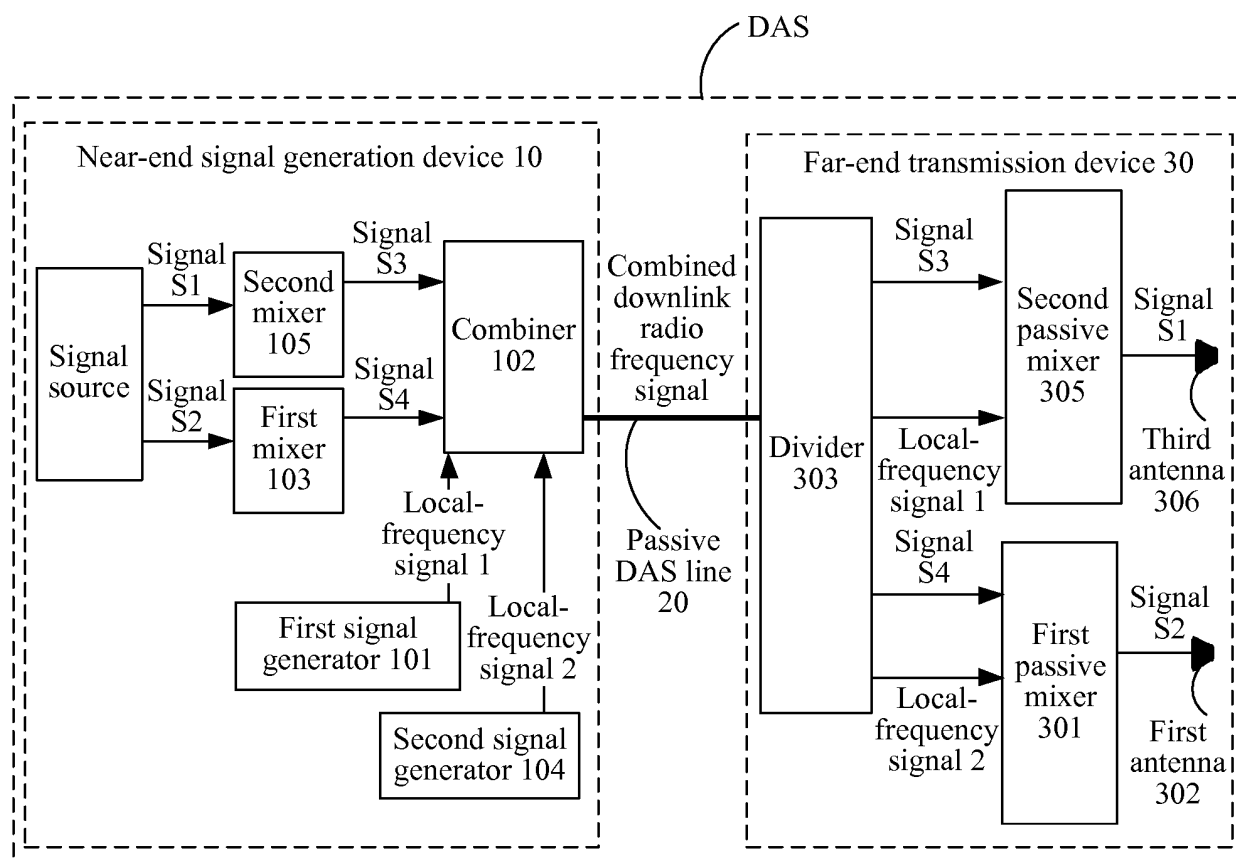 DAS
Near-end signal generation device 10
Far-end transmission device 30
Signal
source
Signal
S1
Signal
S2
Second
mixer
105
First
mixer
103
Signal
S3
Signal
S4
Combiner
102
Local-
frequency
signal 1
First signal
generator 101
Local-
frequency
signal 2
Second signal
generator 104
Combined
downlink
radio
frequency
signal
Passive
DAS line
20
Divider
303
Signal
S3
Local-
frequency
signal 1
Signal
S4
Local-
frequency
signal 2
Second
passive
mixer
305
First
passive
mixer
301
Signal
S1
Third
antenna
306
Signal
S2
First
antenna
302